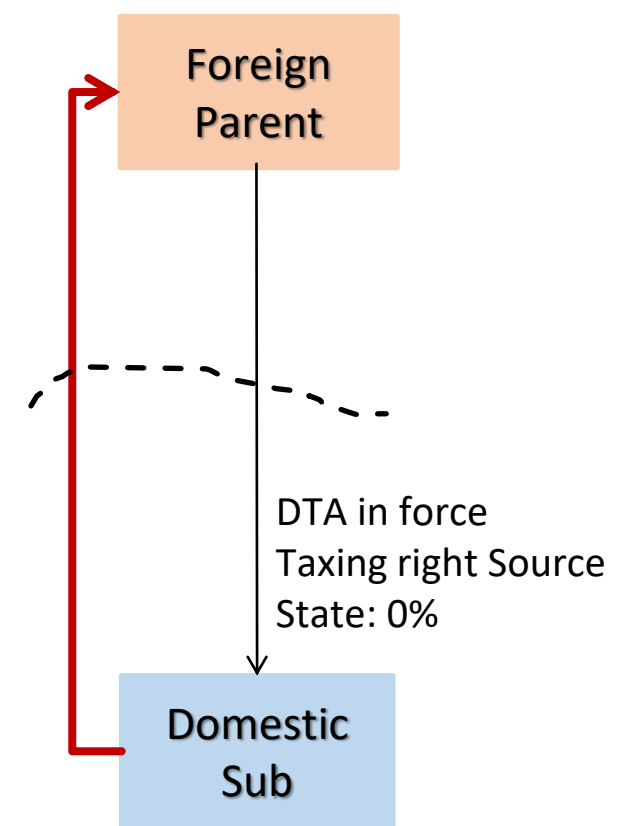 Foreign
Parent
DTA in force
Taxing right Source
State: 0%
Domestic
Sub